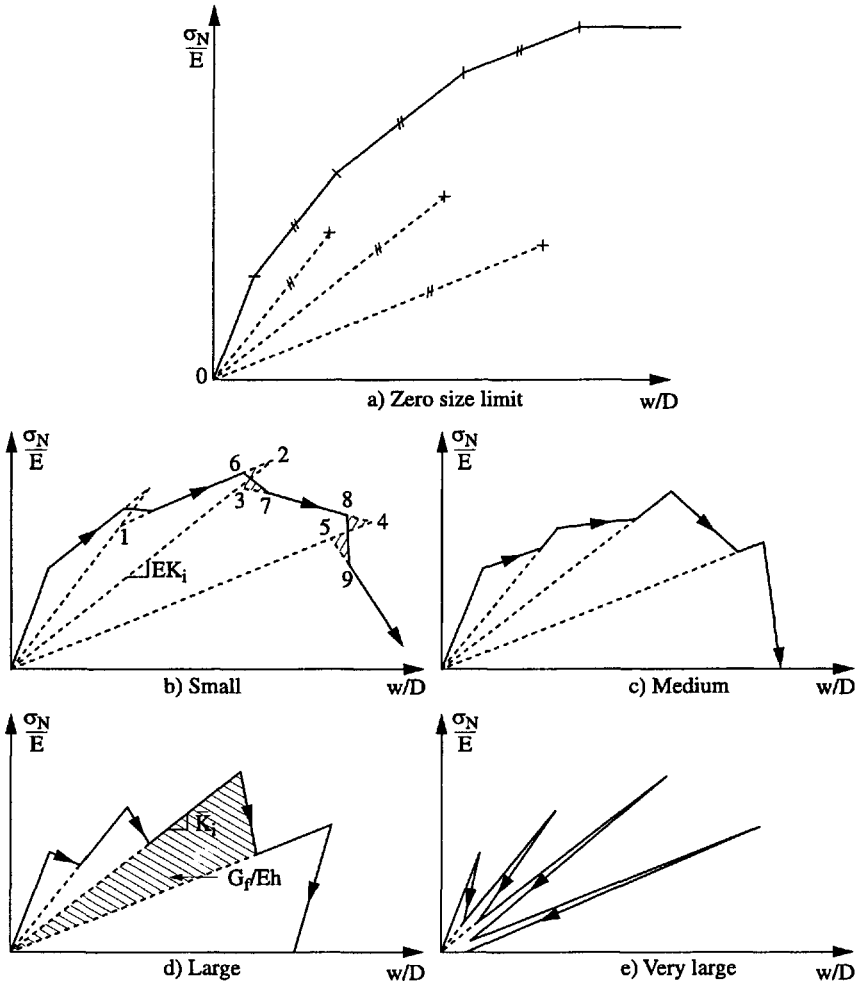 σN
E
0
a) Zero size limit
w/D
σN
E
1
6
2
3
7
8
5
4
9
EKi
b) Small
w/D
σN
E
c) Medium
w/D
σN
E
K̄i
Gf/Eh
d) Large
w/D
σN
E
e) Very large
w/D